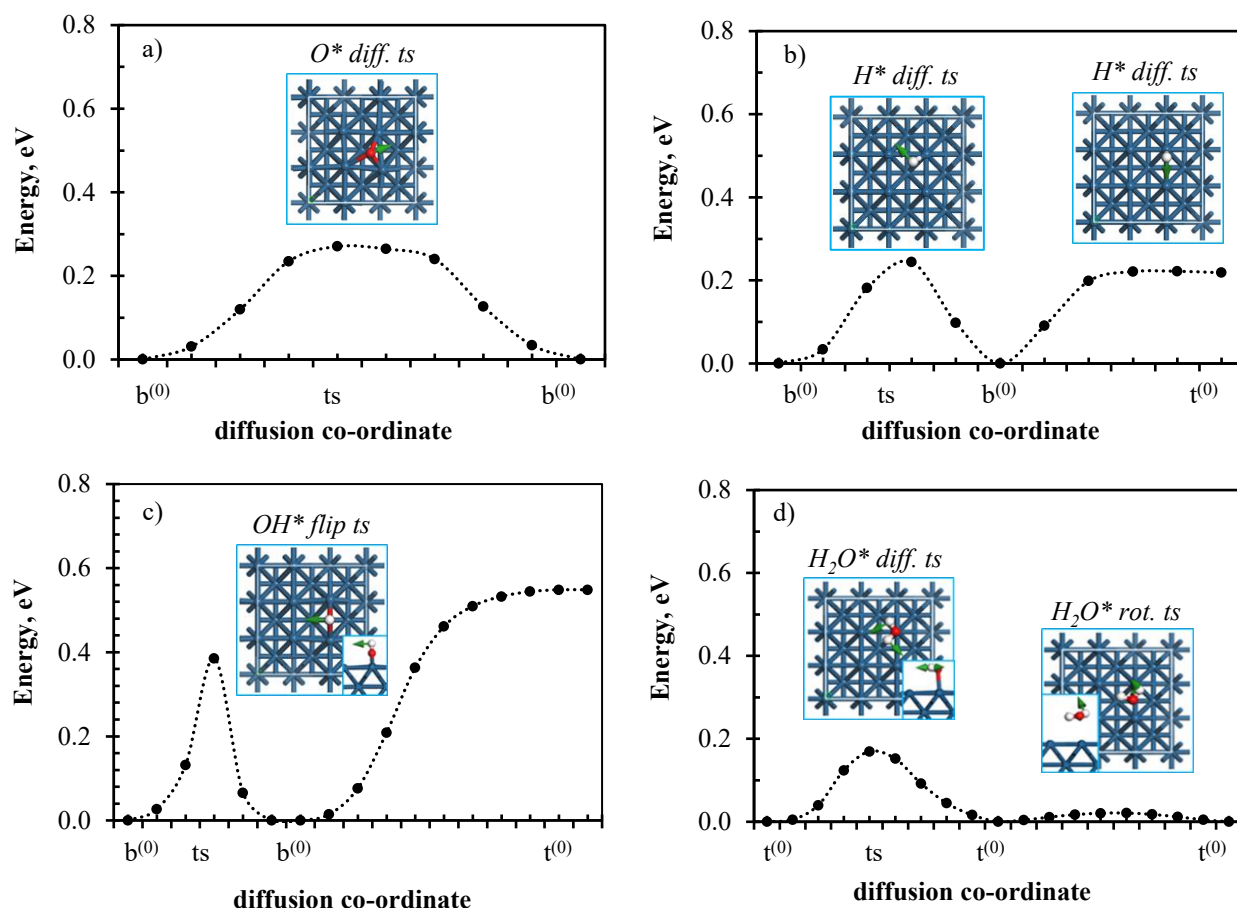 a)
O* diff. ts
0.8
0.6
0.4
0.2
0.0
Energy, eV
b⁽⁰⁾ ts b⁽⁰⁾
diffusion co-ordinate
b)
H* diff. ts H* diff. ts
0.8
0.6
0.4
0.2
0.0
Energy, eV
b⁽⁰⁾ ts b⁽⁰⁾ t⁽⁰⁾
diffusion co-ordinate
c)
OH* flip ts
0.8
0.6
0.4
0.2
0.0
Energy, eV
b⁽⁰⁾ ts b⁽⁰⁾ t⁽⁰⁾
diffusion co-ordinate
d)
H₂O* diff. ts
H₂O* rot. ts
0.8
0.6
0.4
0.2
0.0
Energy, eV
t⁽⁰⁾ ts t⁽⁰⁾ t⁽⁰⁾
diffusion co-ordinate